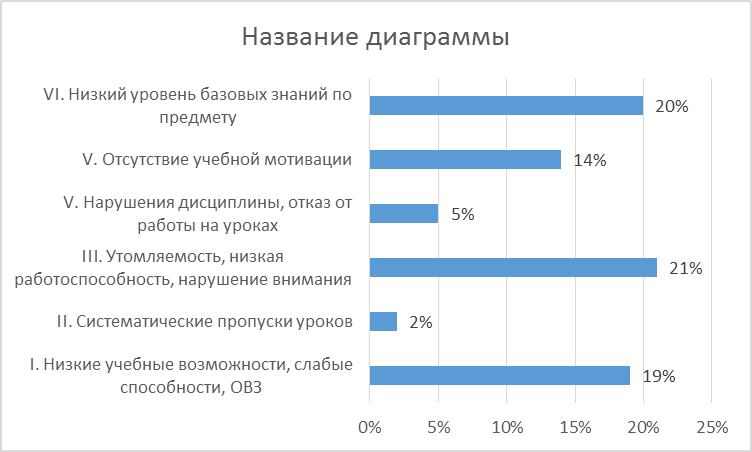 Название диаграммы
VI. Низкий уровень базовых знаний по
предмету
20%
V. Отсутствие учебной мотивации
14%
V. Нарушения дисциплины, отказ от
работы на уроках
5%
III. Утомляемость, низкая
работоспособность, нарушение внимания
21%
II. Систематические пропуски уроков
2%
I. Низкие учебные возможности, слабые
способности, ОВЗ
19%
0% 5% 10% 15% 20% 25%